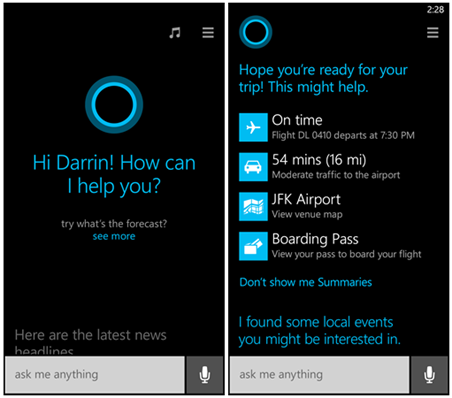 Hi Darrin! How can
I help you?
try what's the forecast?
see more
Here are the latest news
headlines
ask me anything
2:28
Hope you're ready for your
trip! This might help.
On time
Flight DL 0410 departs at 7:30 PM
54 mins (16 mi)
Moderate traffic to the airport
JFK Airport
View venue map
Boarding Pass
View your pass to board your flight
Don't show me Summaries
I found some local events
you might be interested in.
ask me anything